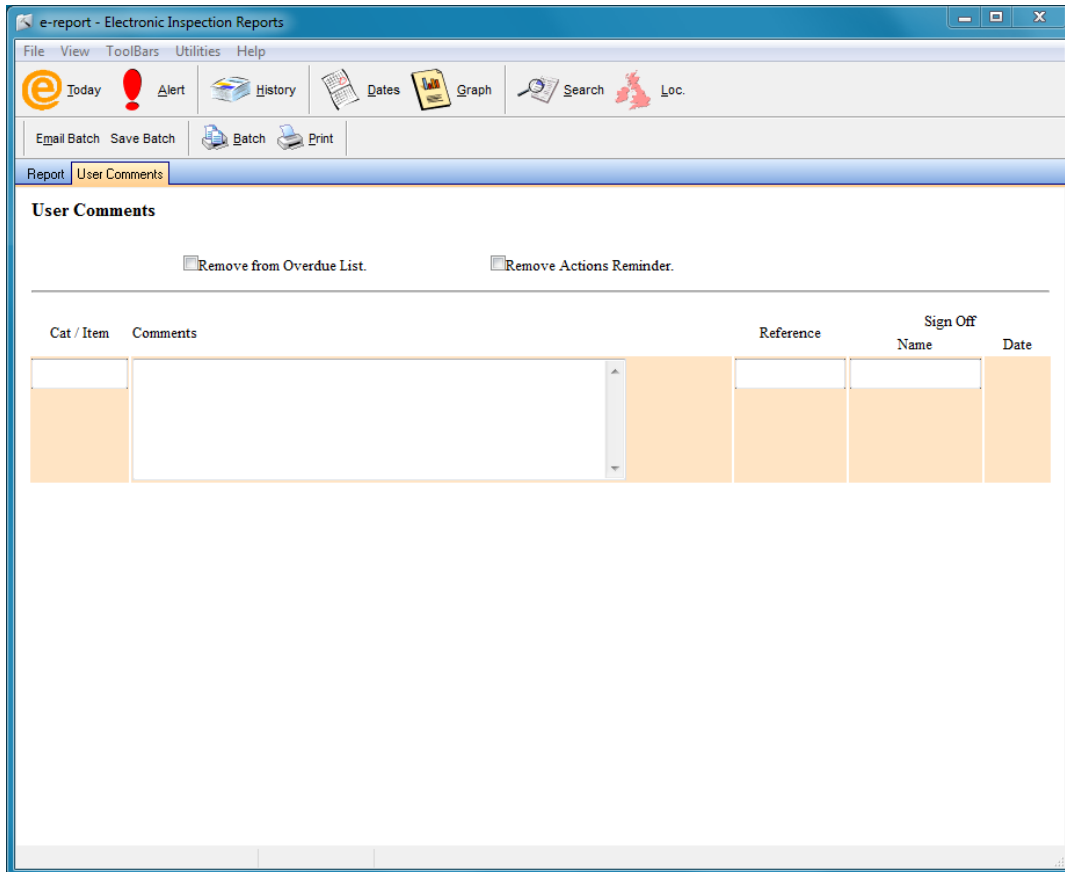 e-report - Electronic Inspection Reports
File View ToolBars Utilities Help
e Today Alert History Dates Graph Search Loc.
Email Batch Save Batch Batch Print
Report User Comments
User Comments
Remove from Overdue List. Remove Actions Reminder.
Sign Off
Cat / Item Comments Reference Name Date